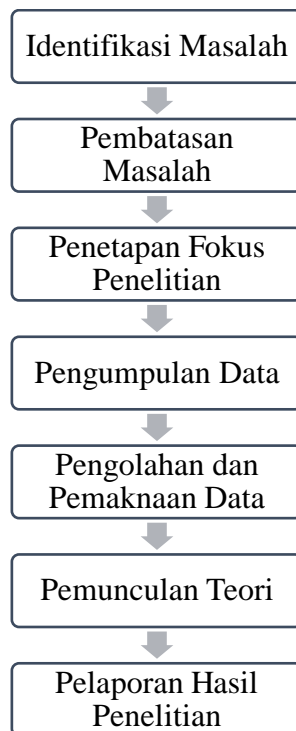 Identifikasi Masalah
Pembatasan
Masalah
Penetapan Fokus
Penelitian
Pengumpulan Data
Pengolahan dan
Pemaknaan Data
Pemunculan Teori
Pelaporan Hasil
Penelitian